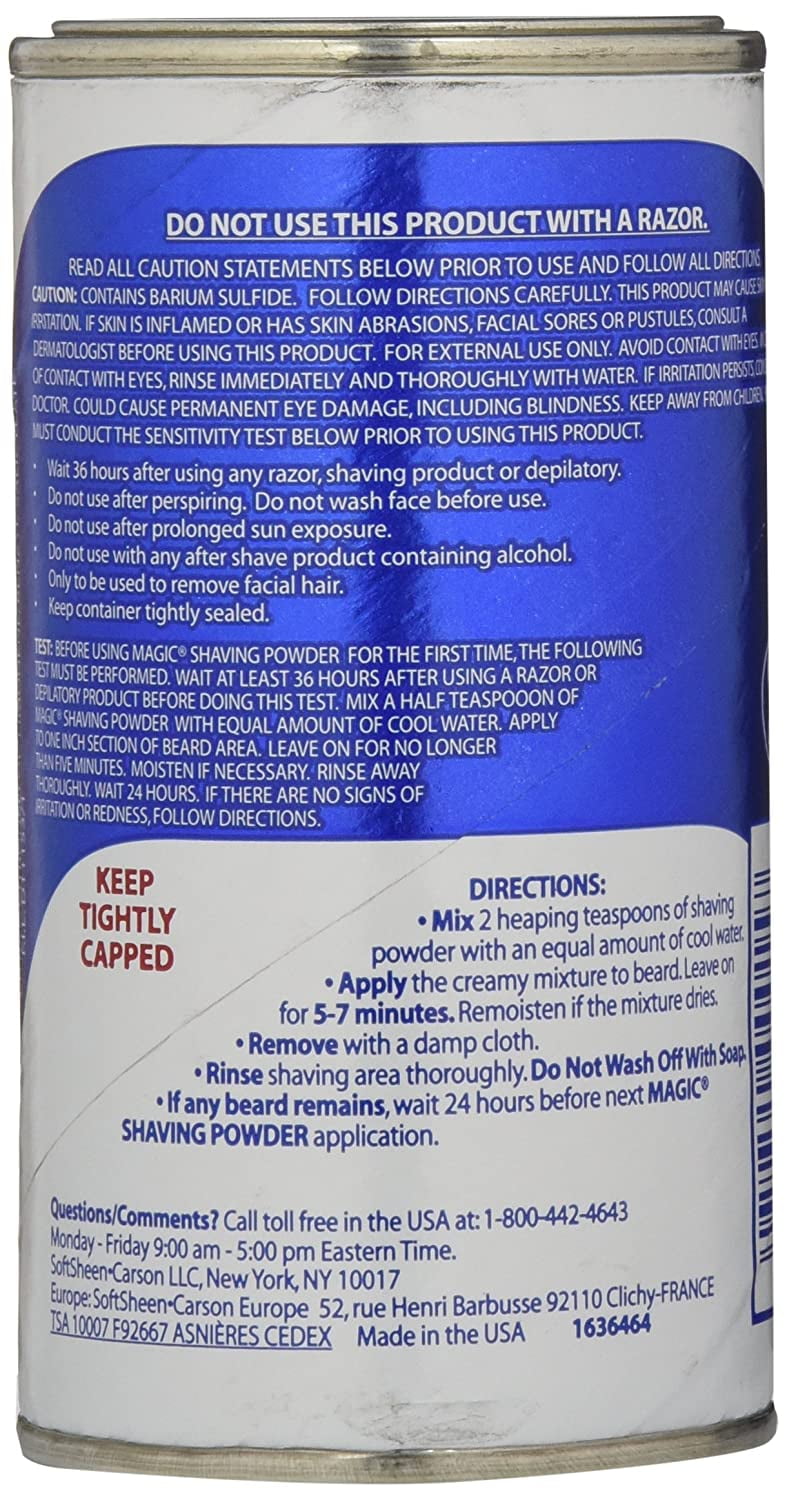 DO NOT USE THIS PRODUCT WITH A RAZOR.
READ ALL CAUTION STATEMENTS BELOW PRIOR TO USE AND FOLLOW ALL DIRECTIONS.
CAUTION: CONTAINS BARIUM SULFIDE. FOLLOW DIRECTIONS CAREFULLY. THIS PRODUCT MAY CAUSE
IRRITATION. IF SKIN IS INFLAMED OR HAS SKIN ABRASIONS, FACIAL SORES OR PUSTULES, CONSULT A
DERMATOLOGIST BEFORE USING THIS PRODUCT. FOR EXTERNAL USE ONLY. AVOID CONTACT WITH EYES.
OF CONTACT WITH EYES, RINSE IMMEDIATELY AND THOROUGHLY WITH WATER. IF IRRITATION PERSISTS,
DOCTOR. COULD CAUSE PERMANENT EYE DAMAGE, INCLUDING BLINDNESS. KEEP AWAY FROM CHILDREN.
MUST CONDUCT THE SENSITIVITY TEST BELOW PRIOR TO USING THIS PRODUCT.
• Wait 36 hours after using any razor, shaving product or depilatory.
• Do not use after perspiring. Do not wash face before use.
• Do not use after prolonged sun exposure.
• Do not use with any after shave product containing alcohol.
• Only to be used to remove facial hair.
• Keep container tightly sealed.
TEST: BEFORE USING MAGIC® SHAVING POWDER FOR THE FIRST TIME, THE FOLLOWING
TEST MUST BE PERFORMED. WAIT AT LEAST 36 HOURS AFTER USING A RAZOR OR
DEPILATORY PRODUCT BEFORE DOING THIS TEST. MIX A HALF TEASPOOON OF
MAGIC® SHAVING POWDER WITH EQUAL AMOUNT OF COOL WATER. APPLY
TO ONE INCH SECTION OF BEARD AREA. LEAVE ON FOR NO LONGER
THAN FIVE MINUTES. MOISTEN IF NECESSARY. RINSE AWAY
THOROUGHLY. WAIT 24 HOURS. IF THERE ARE NO SIGNS OF
IRRITATION OR REDNESS, FOLLOW DIRECTIONS.
KEEP
TIGHTLY
CAPPED
DIRECTIONS:
• Mix 2 heaping teaspoons of shaving
powder with an equal amount of cool water.
• Apply the creamy mixture to beard. Leave on
for 5-7 minutes. Remoisten if the mixture dries.
• Remove with a damp cloth.
• Rinse shaving area thoroughly. Do Not Wash Off With Soap.
• If any beard remains, wait 24 hours before next MAGIC®
SHAVING POWDER application.
Questions/Comments? Call toll free in the USA at: 1-800-442-4643
Monday - Friday 9:00 am - 5:00 pm Eastern Time.
SoftSheen•Carson LLC, New York, NY 10017
Europe: SoftSheen•Carson Europe 52, rue Henri Barbusse 92110 Clichy-FRANCE
TSA 10007 F92667 ASNIÈRES CEDEX Made in the USA 1636464